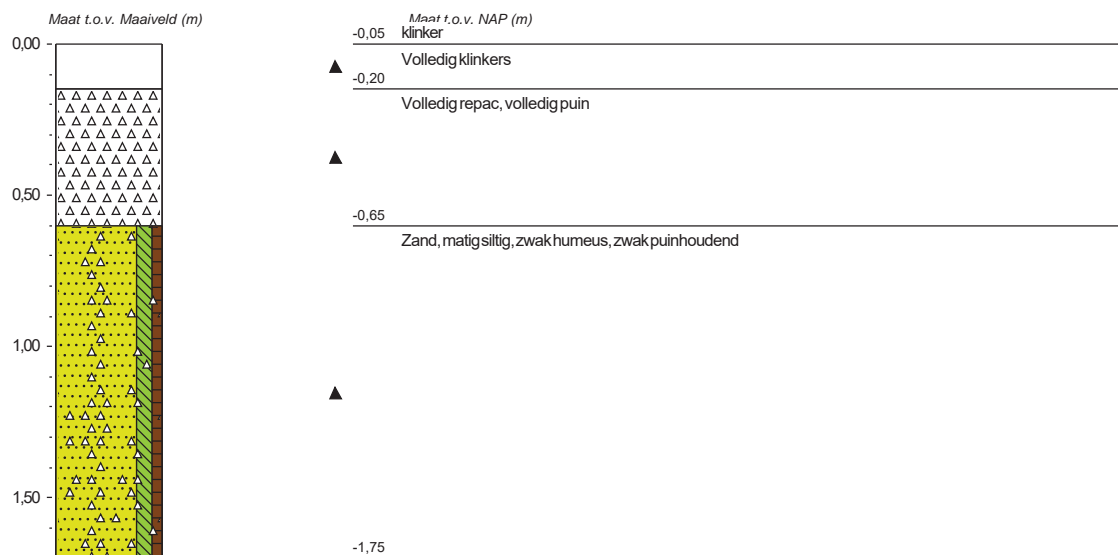 Maat t.o.v. Maaiveld (m)
Maat t.o.v. NAP (m)
0,00
-0,05 klinker
Volledig klinkers
-0,20
Volledig repac, volledig puin
0,50
-0,65
Zand, matig siltig, zwak humeus, zwak puinhoudend
1,00
1,50
-1,75